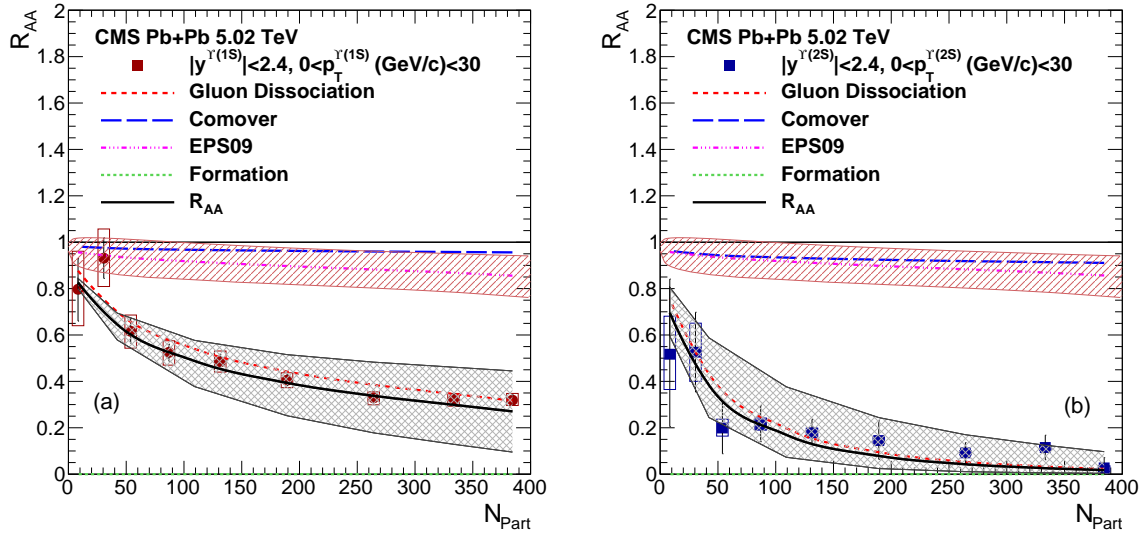 R_AA
2
1.8
1.6
1.4
1.2
1
0.8
0.6
0.4
0.2
0
CMS Pb+Pb 5.02 TeV
|y^ϒ(1S)|<2.4, 0<p_T^ϒ(1S) (GeV/c)<30
Gluon Dissociation
Comover
EPS09
Formation
R_AA
(a)
0 50 100 150 200 250 300 350 400
N_Part
R_AA
2
1.8
1.6
1.4
1.2
1
0.8
0.6
0.4
0.2
0
CMS Pb+Pb 5.02 TeV
|y^ϒ(2S)|<2.4, 0<p_T^ϒ(2S) (GeV/c)<30
Gluon Dissociation
Comover
EPS09
Formation
R_AA
(b)
0 50 100 150 200 250 300 350 400
N_Part